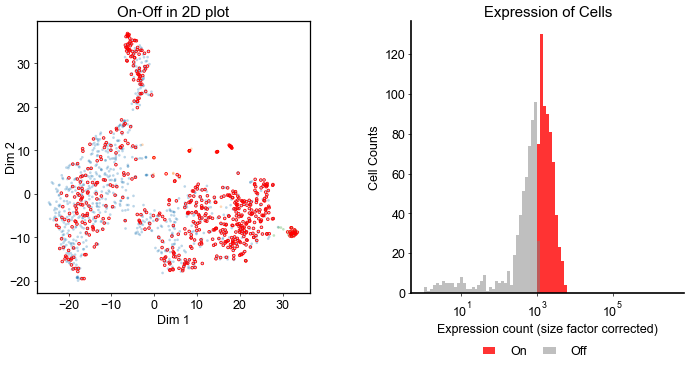 On-Off in 2D plot
Dim 2
30
20
10
0
−10
−20
−20 −10 0 10 20 30
Dim 1
Expression of Cells
Cell Counts
120
100
80
60
40
20
0
10^1 10^3 10^5
Expression count (size factor corrected)
On Off